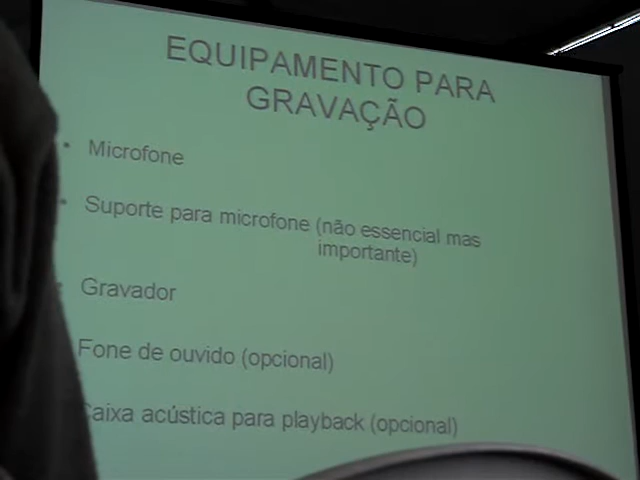 EQUIPAMENTO PARA
GRAVAÇÃO
• Microfone
• Suporte para microfone (não essencial mas
importante)
• Gravador
Fone de ouvido (opcional)
Caixa acústica para playback (opcional)